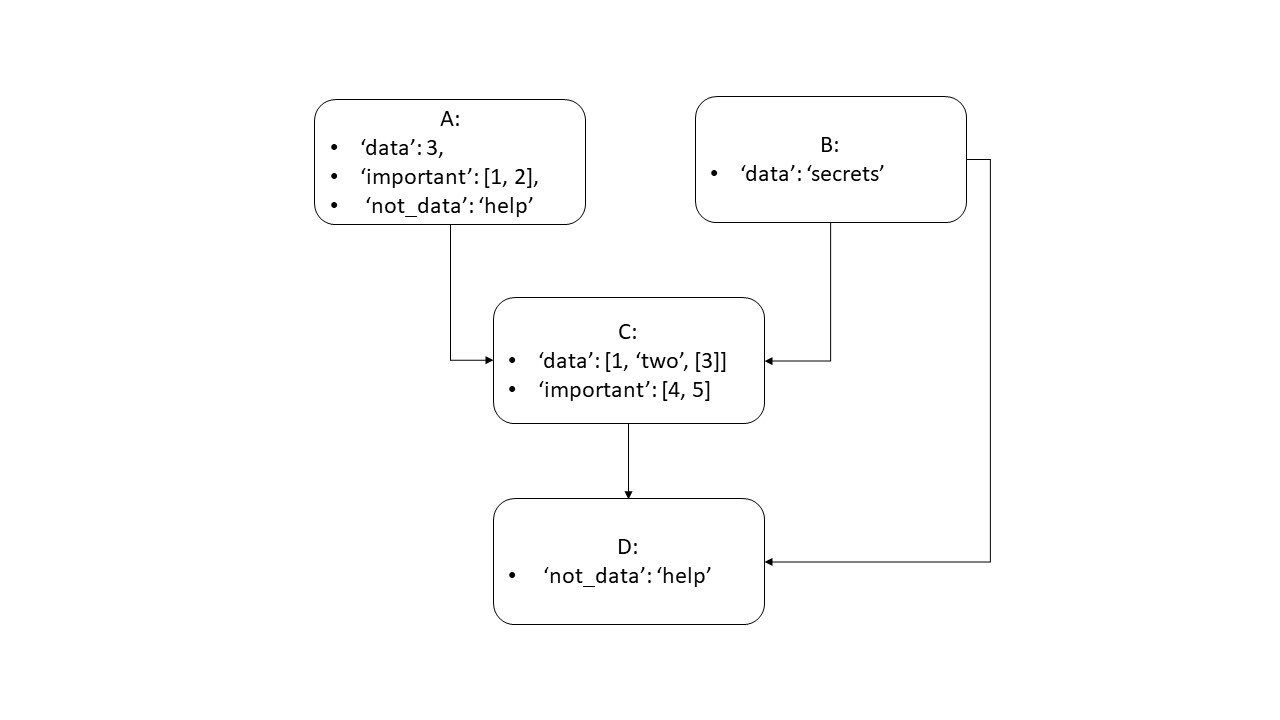 A:
• ‘data’: 3,
• ‘important’: [1, 2],
• ‘not_data’: ‘help’
B:
• ‘data’: ‘secrets’
C:
• ‘data’: [1, ‘two’, [3]]
• ‘important’: [4, 5]
D:
• ‘not_data’: ‘help’